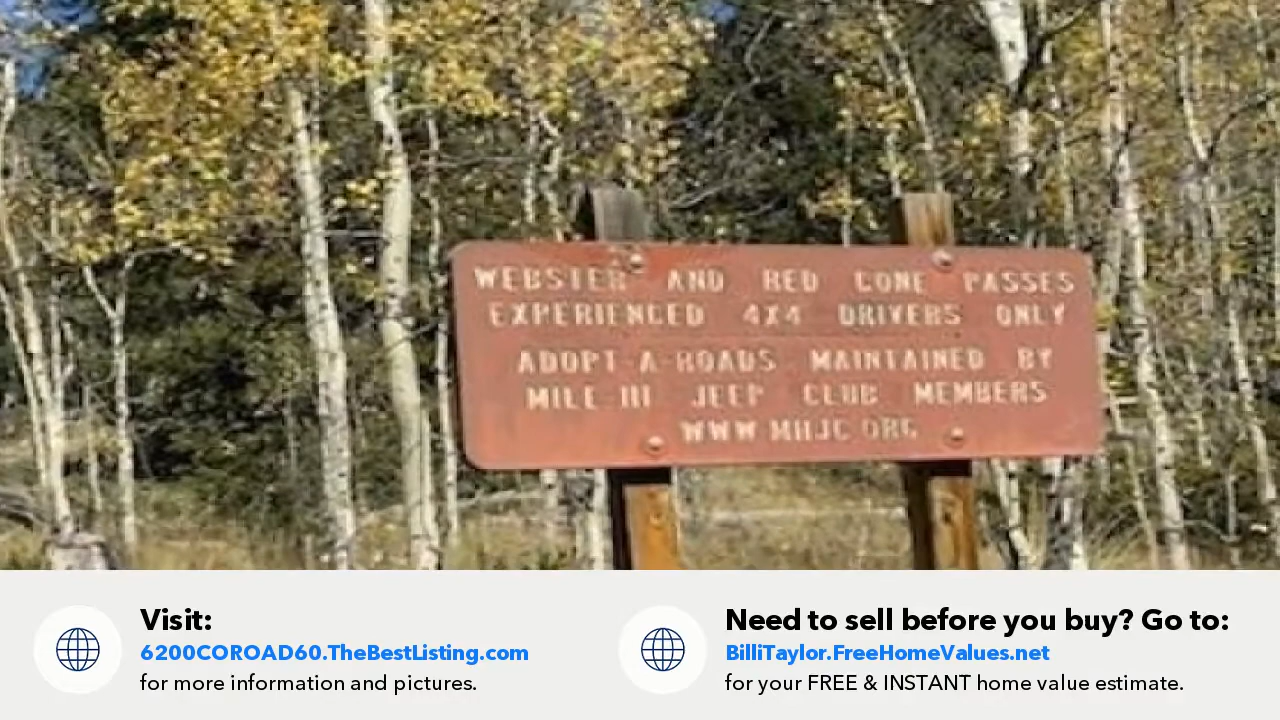 WEBSTER AND RED CONE PASSES
EXPERIENCED 4X4 DRIVERS ONLY
ADOPT-A-ROADS MAINTAINED BY
MILE-HI JEEP CLUB MEMBERS
WWW.MHJC.ORG
Visit:
6200COROAD60.TheBestListing.com
for more information and pictures.
Need to sell before you buy? Go to:
BilliTaylor.FreeHomeValues.net
for your FREE & INSTANT home value estimate.